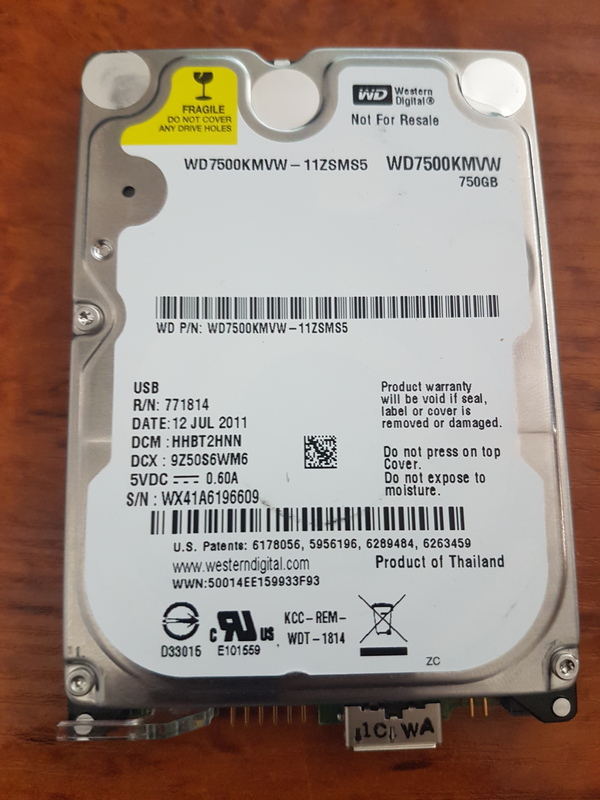 FRAGILE
DO NOT COVER
ANY DRIVE HOLES
WD Western
Digital®
Not For Resale
WD7500KMVW-11ZSMS5 WD7500KMVW
750GB
WD P/N: WD7500KMVW-11ZSMS5
USB
R/N: 771814
DATE: 12 JUL 2011
DCM : HHBT2HNN
DCX : 9Z50S6WM6
5VDC ⎓ 0.60A
S/N : WX41A6196609
Product warranty
will be void if seal,
label or cover is
removed or damaged.
Do not press on top
Cover.
Do not expose to
moisture.
U.S. Patents: 6178056, 5956196, 6289484, 6263459
www.westerndigital.com
Product of Thailand
WWN:50014EE159933F93
D33015
c RU US
E101559
KCC-REM-
WDT-1814
ZC
1C WA